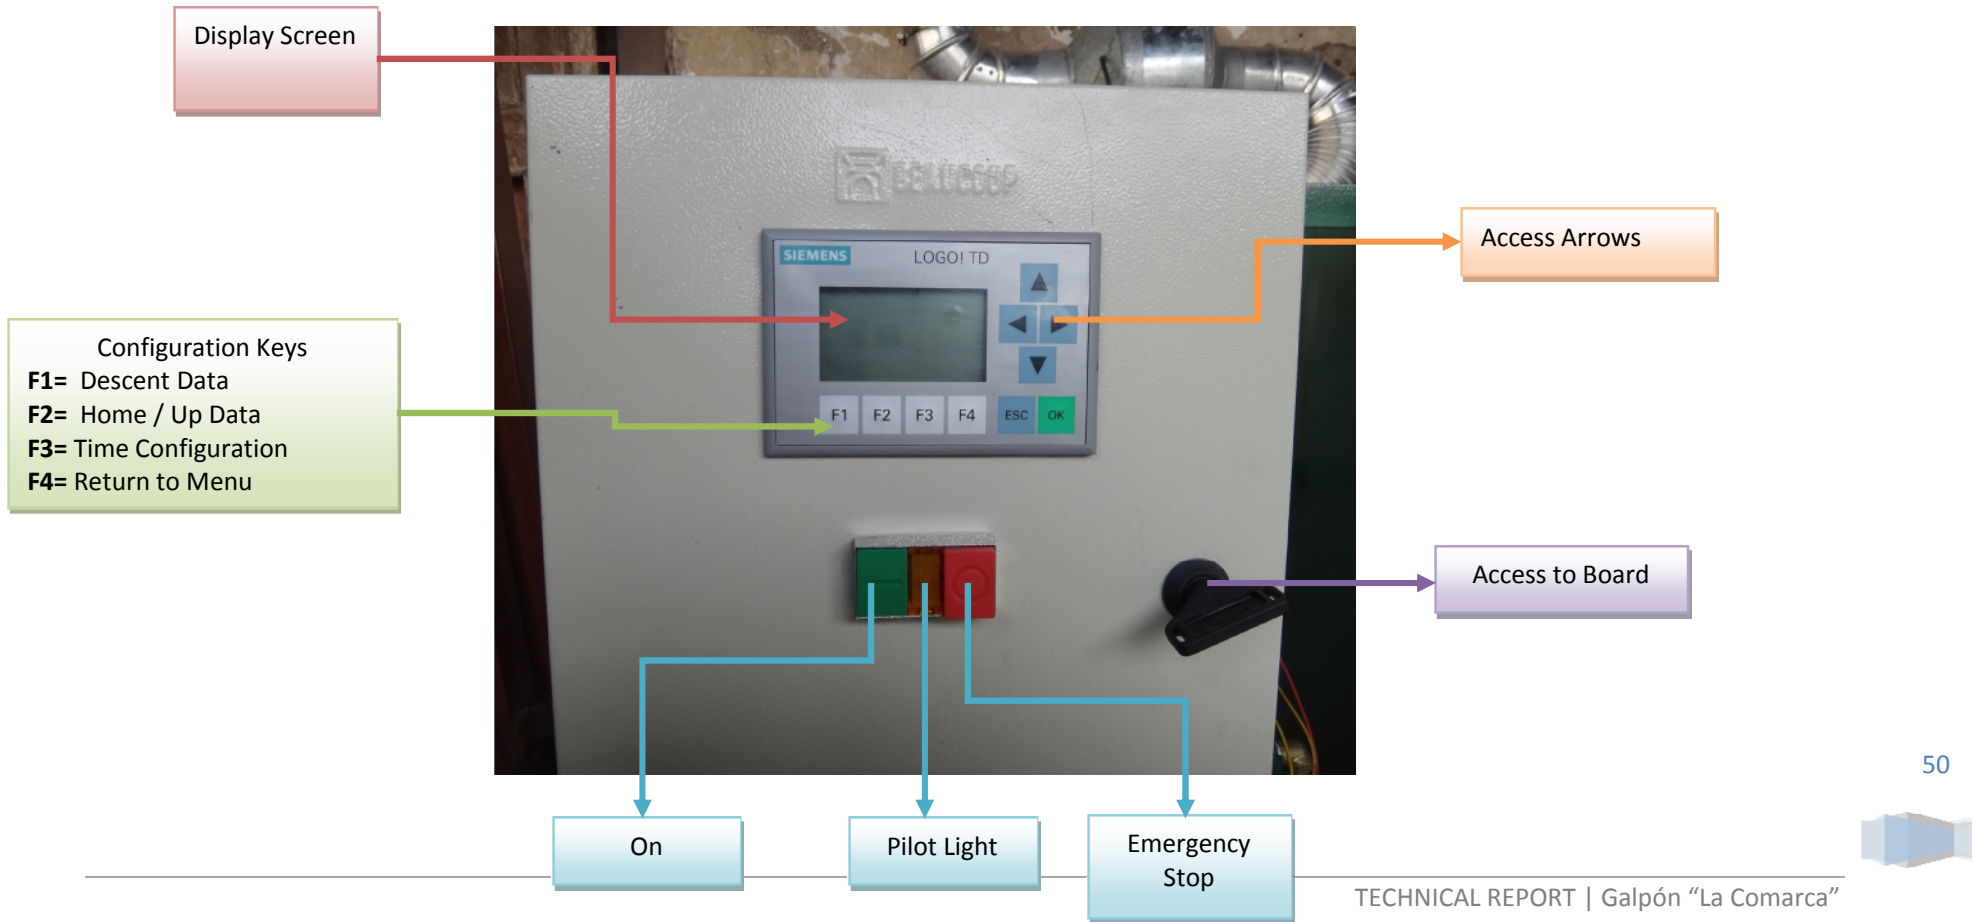 Display Screen
BEAUCOUP
SIEMENS
LOGO! TD
Access Arrows
Configuration Keys
F1= Descent Data
F2= Home / Up Data
F3= Time Configuration
F4= Return to Menu
F1 F2 F3 F4 ESC OK
Access to Board
50
On
Pilot Light
Emergency
Stop
TECHNICAL REPORT | Galpón “La Comarca”